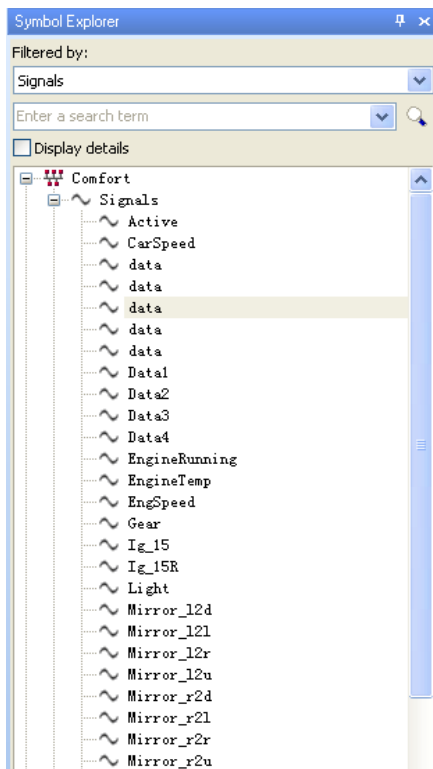 Symbol Explorer
Filtered by:
Signals
Enter a search term
Display details
Comfort
Signals
Active
CarSpeed
data
data
data
data
data
Data1
Data2
Data3
Data4
EngineRunning
EngineTemp
EngSpeed
Gear
Ig_15
Ig_15R
Light
Mirror_l2d
Mirror_l2l
Mirror_l2r
Mirror_l2u
Mirror_r2d
Mirror_r2l
Mirror_r2r
Mirror_r2u